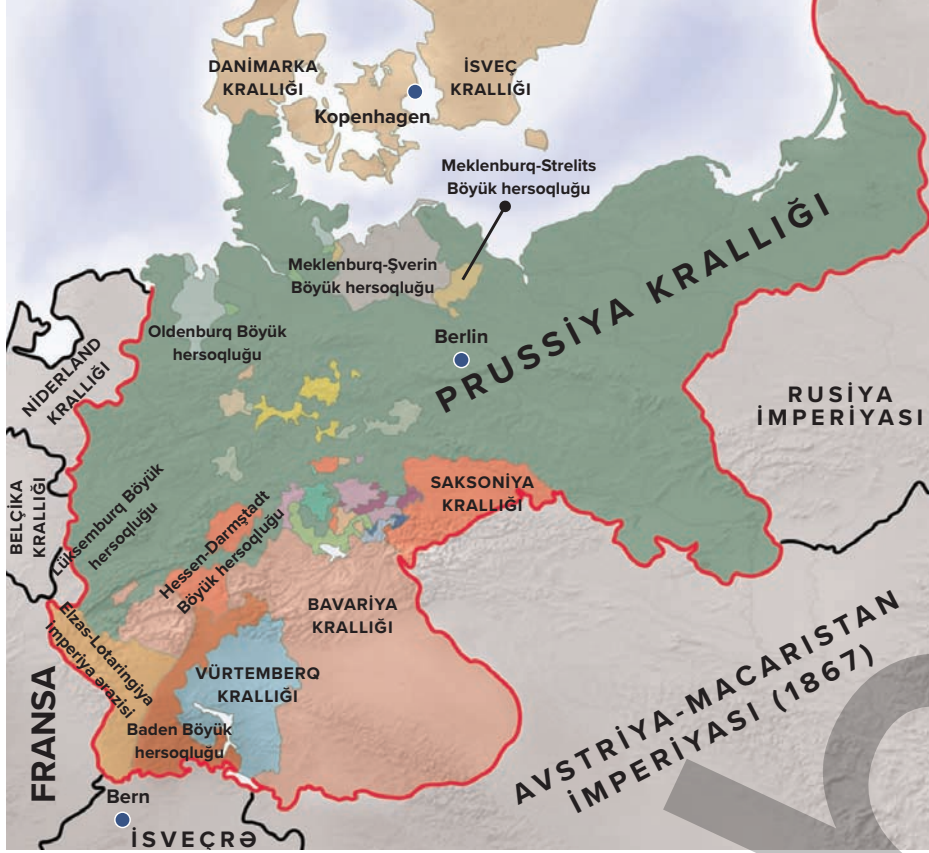 DANİMARKA
KRALLIĞI
İSVEÇ
KRALLIĞI
Kopenhagen
Meklenburq-Strelits
Böyük hersoqluğu
Meklenburq-Şverin
Böyük hersoqluğu
PRUSSİYA KRALLIĞI
Oldenburq Böyük
hersoqluğu
Berlin
NİDERLAND
KRALLIĞI
RUSİYA
İMPERİYASI
BELÇİKA
KRALLIĞI
Lüksemburq Böyük
hersoqluğu
SAKSONİYA
KRALLIĞI
Hessen-Darmştadt
Böyük hersoqluğu
BAVARİYA
KRALLIĞI
Elzas-Lotaringiya
imperiya ərazisi
VÜRTEMBERQ
KRALLIĞI
FRANSA
Baden Böyük
hersoqluğu
AVSTRİYA-MACARISTAN
İMPERİYASI (1867)
Bern
İSVEÇRƏ